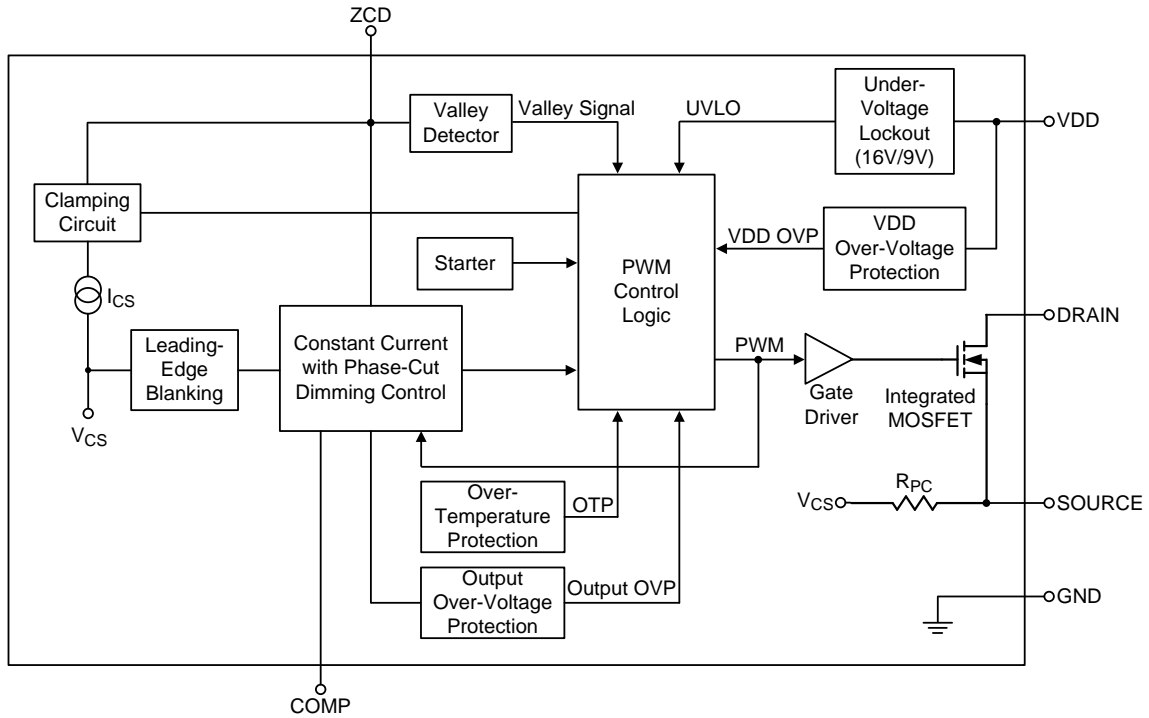 ZCD
Valley
Detector
Valley Signal
UVLO
Under-
Voltage
Lockout
(16V/9V)
VDD
Clamping
Circuit
Starter
PWM
Control
Logic
VDD OVP
VDD
Over-Voltage
Protection
ICS
DRAIN
Leading-
Edge
Blanking
Constant Current
with Phase-Cut
Dimming Control
PWM
Gate
Driver
Integrated
MOSFET
VCS
Over-
Temperature
Protection
OTP
VCS
RPC
SOURCE
Output
Over-Voltage
Protection
Output OVP
GND
COMP